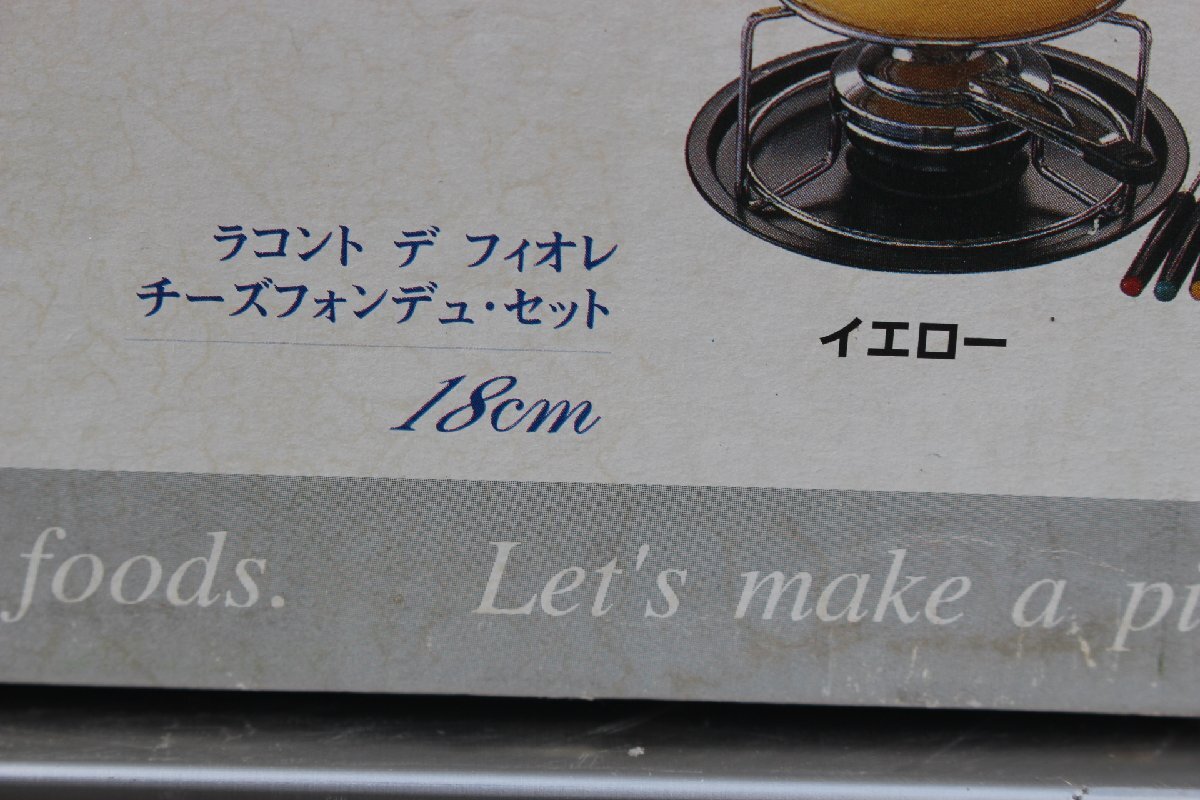 ラコント デ フィオレ
チーズフォンデュ・セット
18cm
イエロー
foods. Let's make a